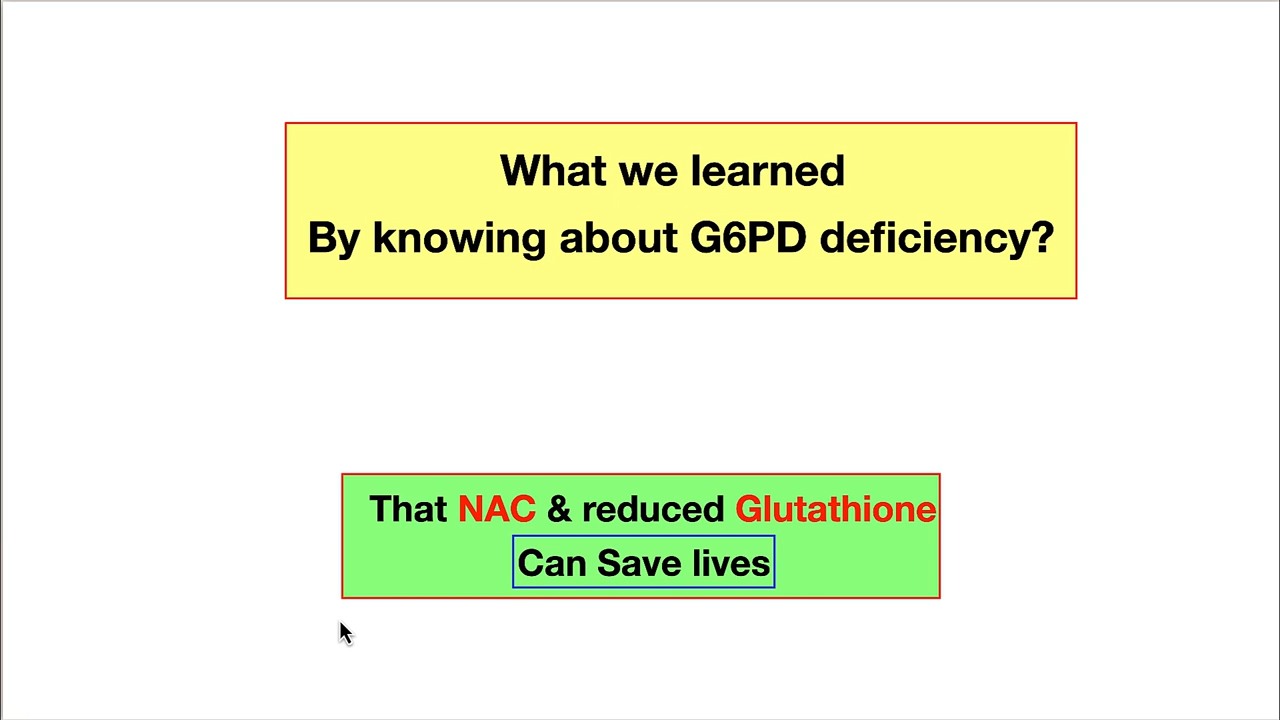 What we learned
By knowing about G6PD deficiency?
That NAC & reduced Glutathione
Can Save lives